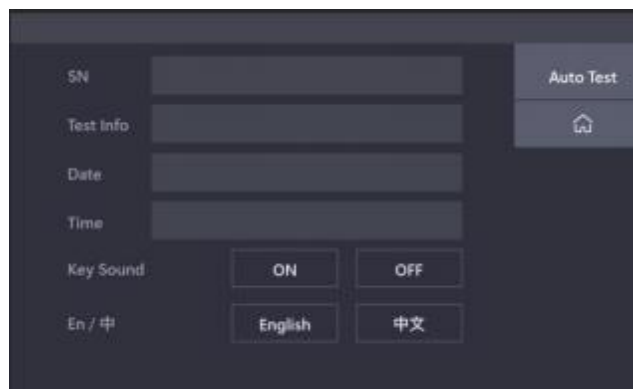 SN
Auto Test
Test Info
Date
Time
Key Sound ON OFF
En / 中 English 中文